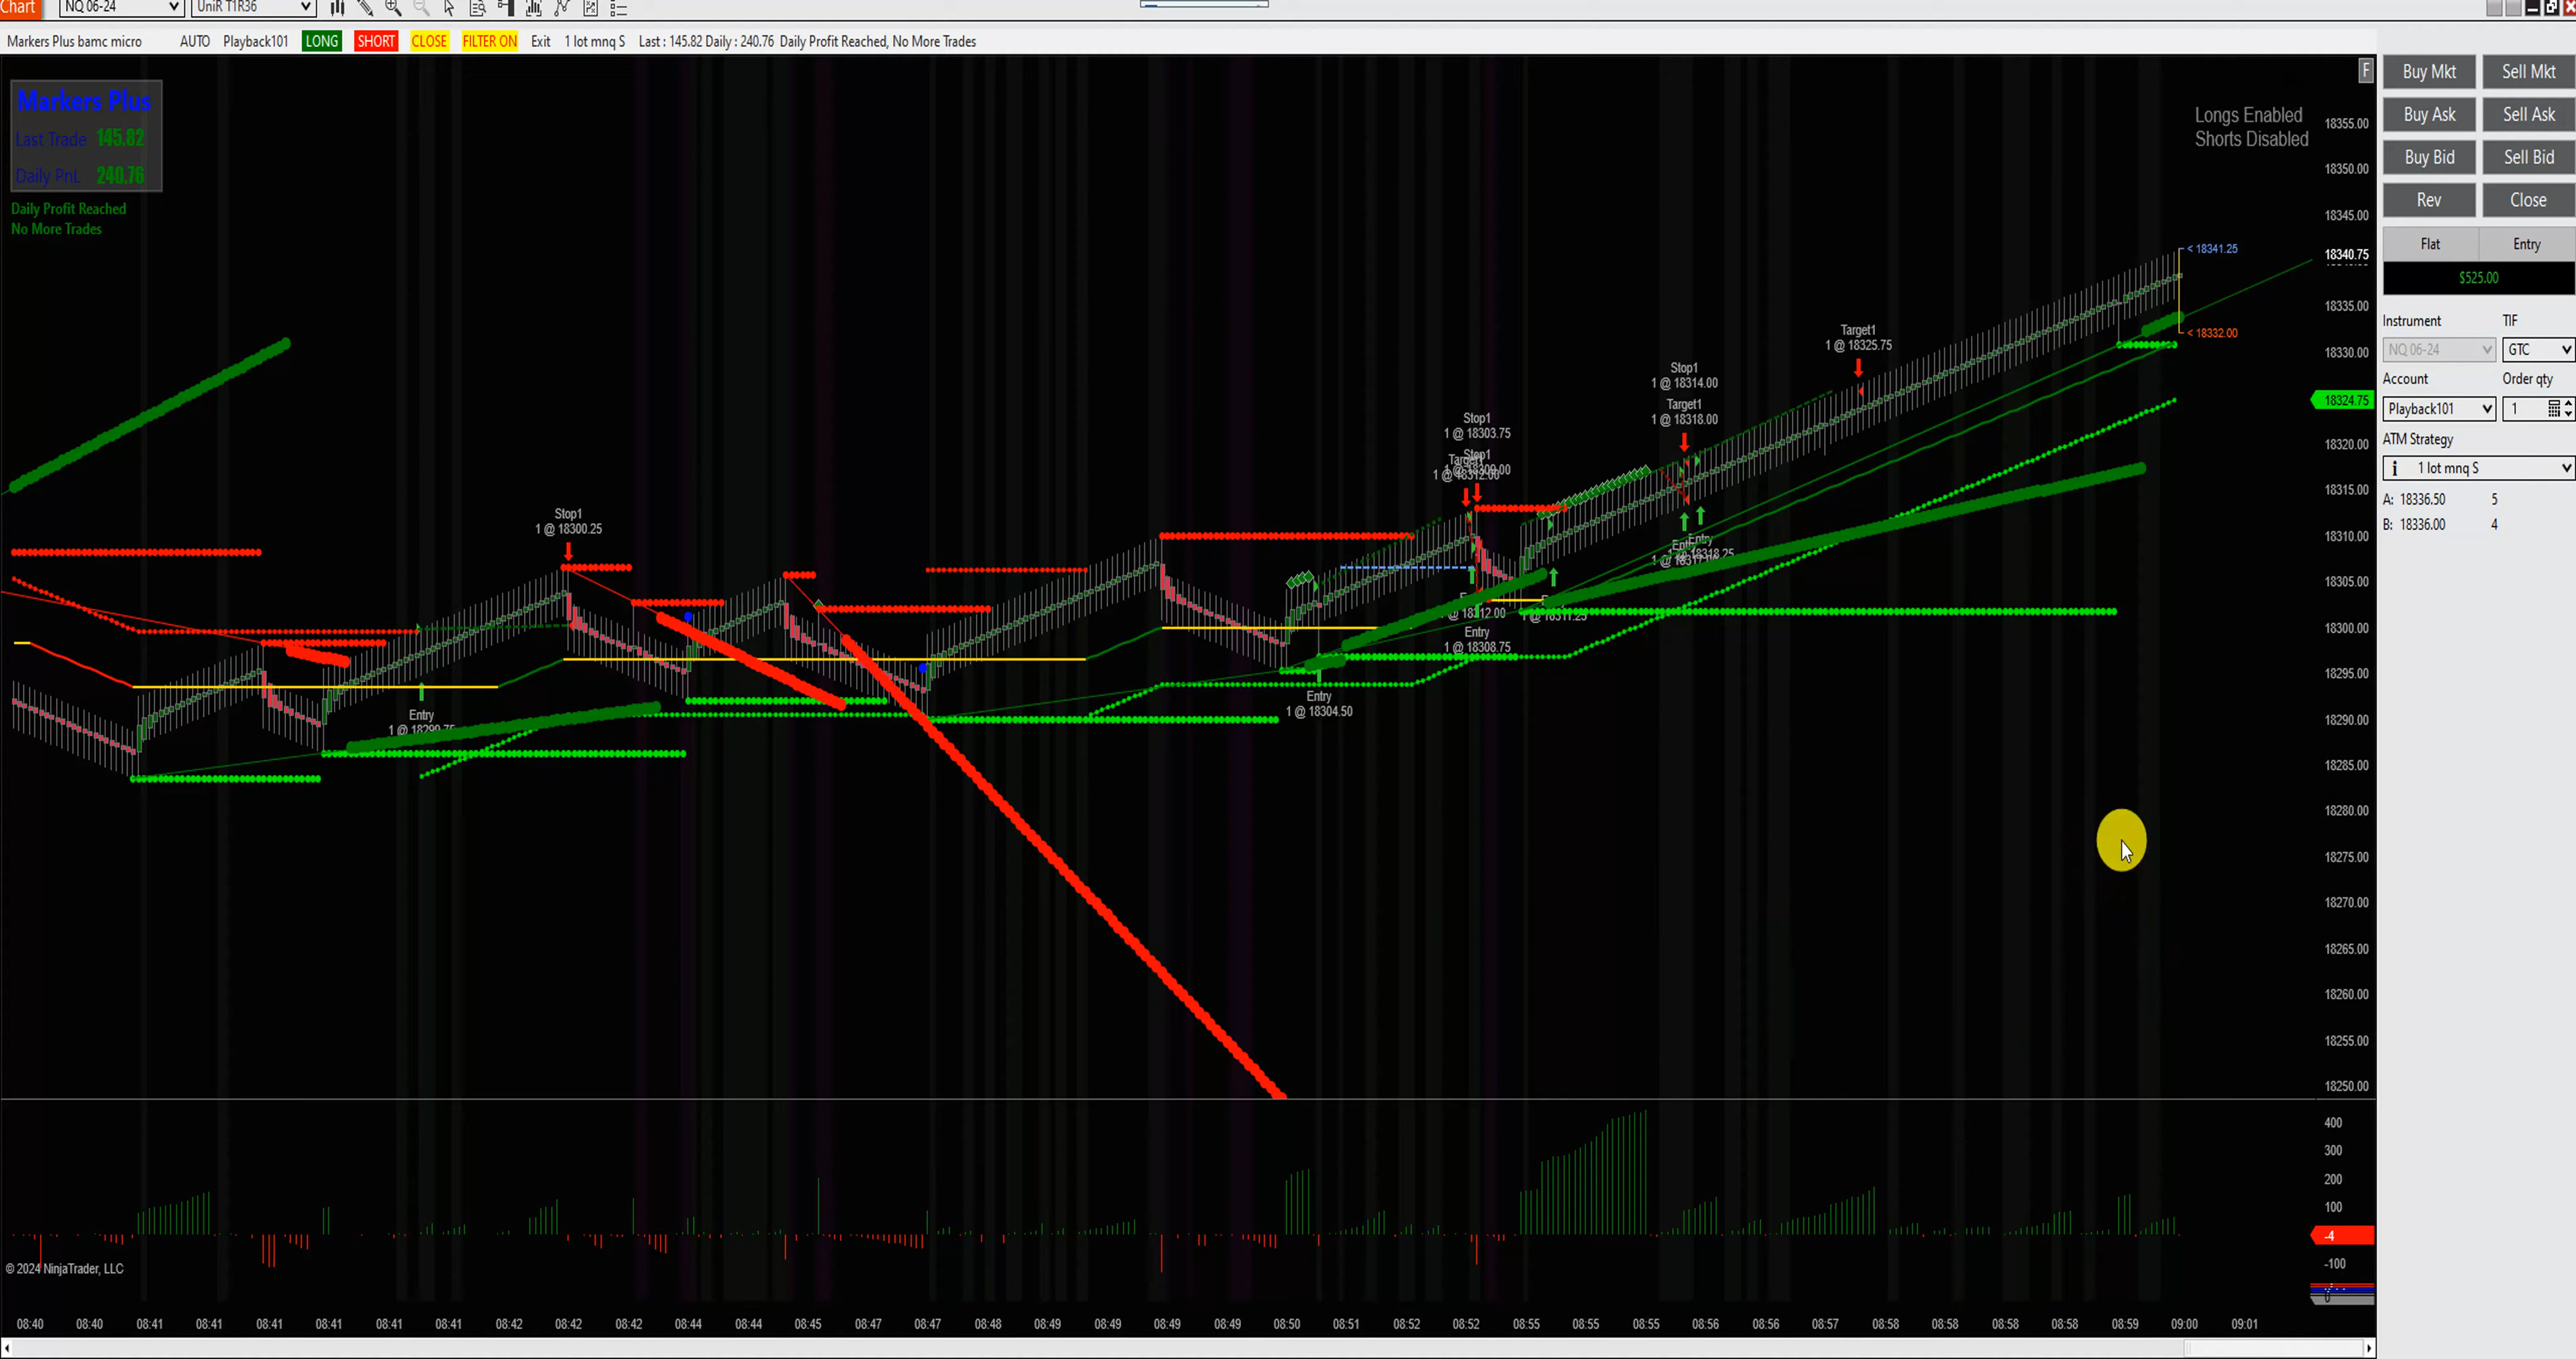 Chart NQ 06-24 UniR T1R36
Markers Plus bamc micro AUTO Playback101 LONG SHORT CLOSE FILTER ON Exit 1 lot mnq S Last : 145.82 Daily : 240.76 Daily Profit Reached, No More Trades
Markers Plus
Last Trade 145.82
Daily PnL 240.76
Daily Profit Reached
No More Trades
Longs Enabled
Shorts Disabled
F
< 18341.25
< 18332.00
Target1
1 @ 18325.75
Stop1
1 @ 18314.00
Target1
1 @ 18318.00
Stop1
1 @ 18303.75
Stop1
Stop1
1 @ 18300.25
Entry
Entry
1 @ 18308.75
Entry
1 @ 18304.50
Entry
18355.00
18350.00
18345.00
18340.75
18335.00
18330.00
18324.75
18320.00
18315.00
18310.00
18305.00
18300.00
18295.00
18290.00
18285.00
18280.00
18275.00
18270.00
18265.00
18260.00
18255.00
18250.00
400
300
200
100
-4
-100
© 2024 NinjaTrader, LLC
08:40 08:40 08:41 08:41 08:41 08:41 08:41 08:41 08:42 08:42 08:42 08:44 08:44 08:45 08:47 08:47 08:48 08:49 08:49 08:49 08:49 08:50 08:51 08:52 08:52 08:55 08:55 08:55 08:56 08:56 08:57 08:58 08:58 08:58 08:58 08:59 09:00 09:01
Buy Mkt Sell Mkt
Buy Ask Sell Ask
Buy Bid Sell Bid
Rev Close
Flat Entry
$525.00
Instrument TIF
NQ 06-24 GTC
Account Order qty
Playback101 1
ATM Strategy
i 1 lot mnq S
A: 18336.50 5
B: 18336.00 4